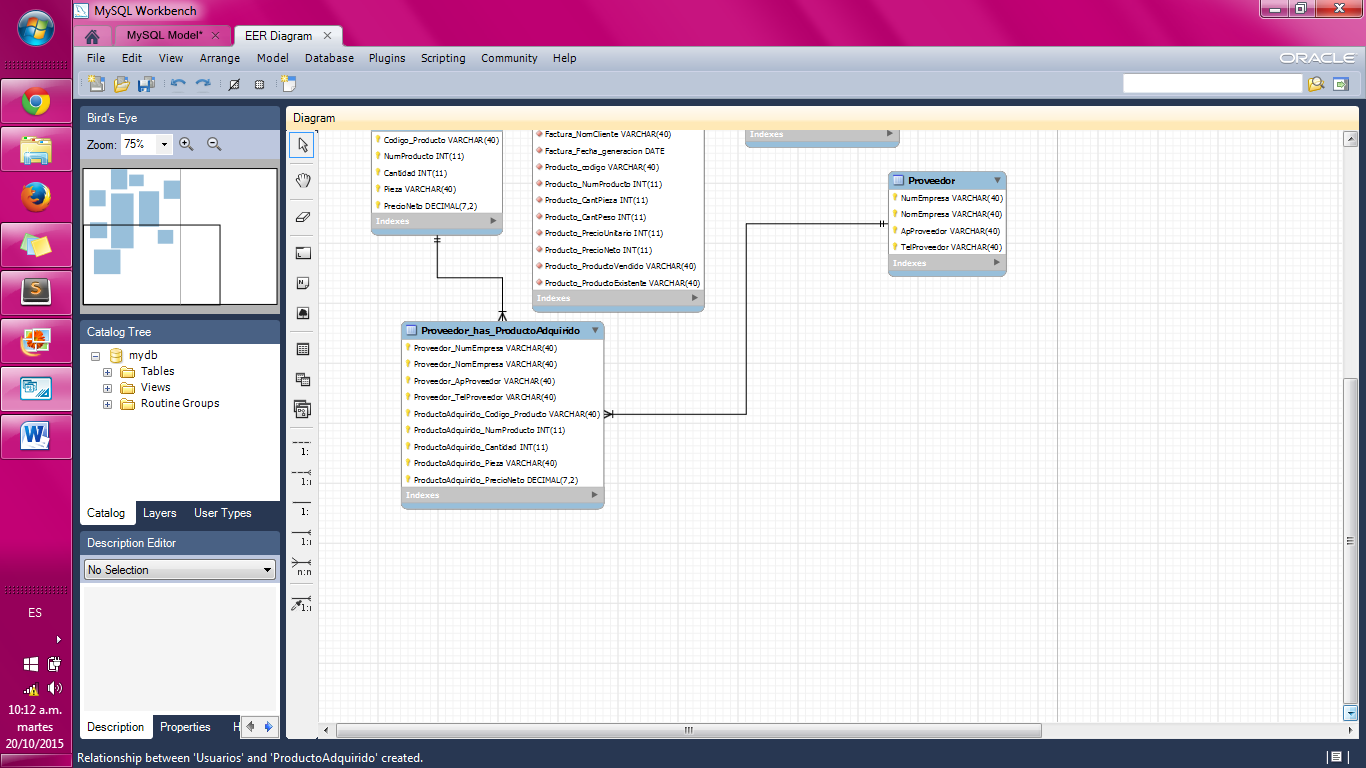 MySQL Workbench
MySQL Model*
EER Diagram
File Edit View Arrange Model Database Plugins Scripting Community Help
ORACLE
Bird's Eye
Zoom: 75%
Catalog Tree
mydb
Tables
Views
Routine Groups
Catalog Layers User Types
Description Editor
No Selection
Description Properties H
Diagram
1:
1:
1:
1:
n:n
1:
Codigo_Producto VARCHAR(40)
NumProducto INT(11)
Cantidad INT(11)
Pieza VARCHAR(40)
PrecioNeto DECIMAL(7,2)
Indexes
Factura_NomCliente VARCHAR(40)
Factura_Fecha_generacion DATE
Producto_codigo VARCHAR(40)
Producto_NumProducto INT(11)
Producto_CantPieza INT(11)
Producto_CantPeso INT(11)
Producto_PrecioUnitario INT(11)
Producto_PrecioNeto INT(11)
Producto_ProductoVendido VARCHAR(40)
Producto_ProductoExistente VARCHAR(40)
Indexes
Indexes
Proveedor
NumEmpresa VARCHAR(40)
NomEmpresa VARCHAR(40)
ApProveedor VARCHAR(40)
TelProveedor VARCHAR(40)
Indexes
Proveedor_has_ProductoAdquirido
Proveedor_NumEmpresa VARCHAR(40)
Proveedor_NomEmpresa VARCHAR(40)
Proveedor_ApProveedor VARCHAR(40)
Proveedor_TelProveedor VARCHAR(40)
ProductoAdquirido_Codigo_Producto VARCHAR(40)
ProductoAdquirido_NumProducto INT(11)
ProductoAdquirido_Cantidad INT(11)
ProductoAdquirido_Pieza VARCHAR(40)
ProductoAdquirido_PrecioNeto DECIMAL(7,2)
Indexes
ES
10:12 a.m.
martes
20/10/2015
Relationship between 'Usuarios' and 'ProductoAdquirido' created.